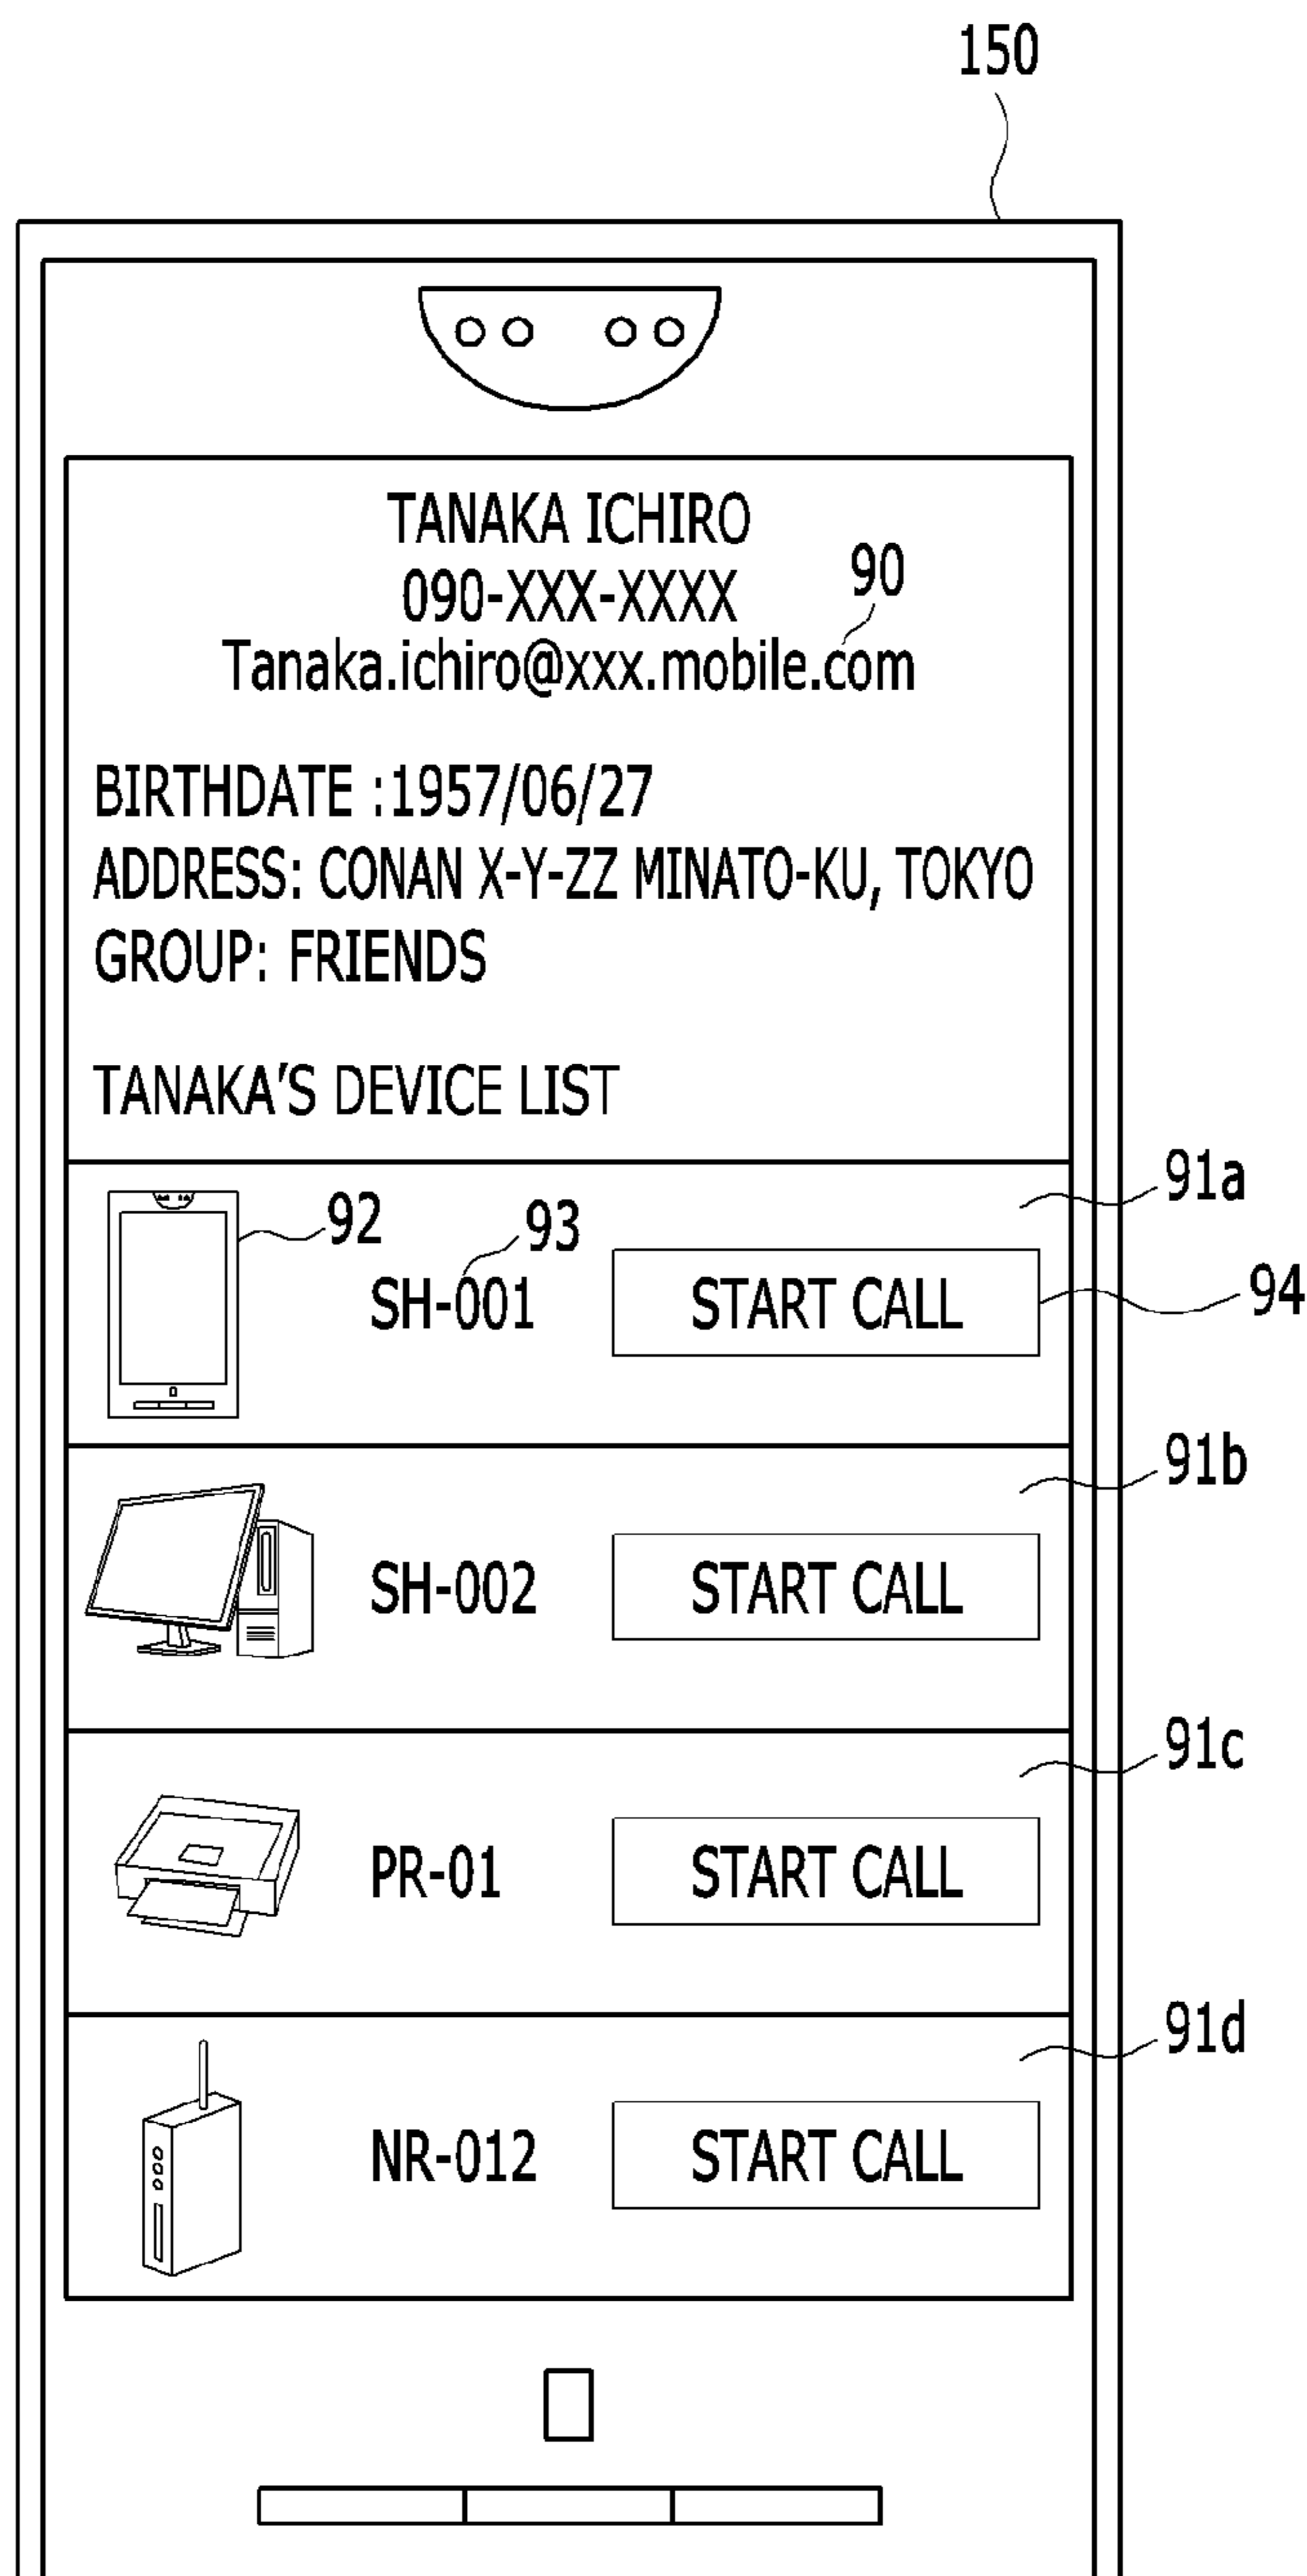 150
TANAKA ICHIRO
90
090-XXX-XXXX
Tanaka.ichiro@xxx.mobile.com
BIRTHDATE :1957/06/27
ADDRESS: CONAN X-Y-ZZ MINATO-KU, TOKYO
GROUP: FRIENDS
TANAKA'S DEVICE LIST
91a
92
93
SH-001
START CALL
94
91b
SH-002
START CALL
91c
PR-01
START CALL
91d
NR-012
START CALL